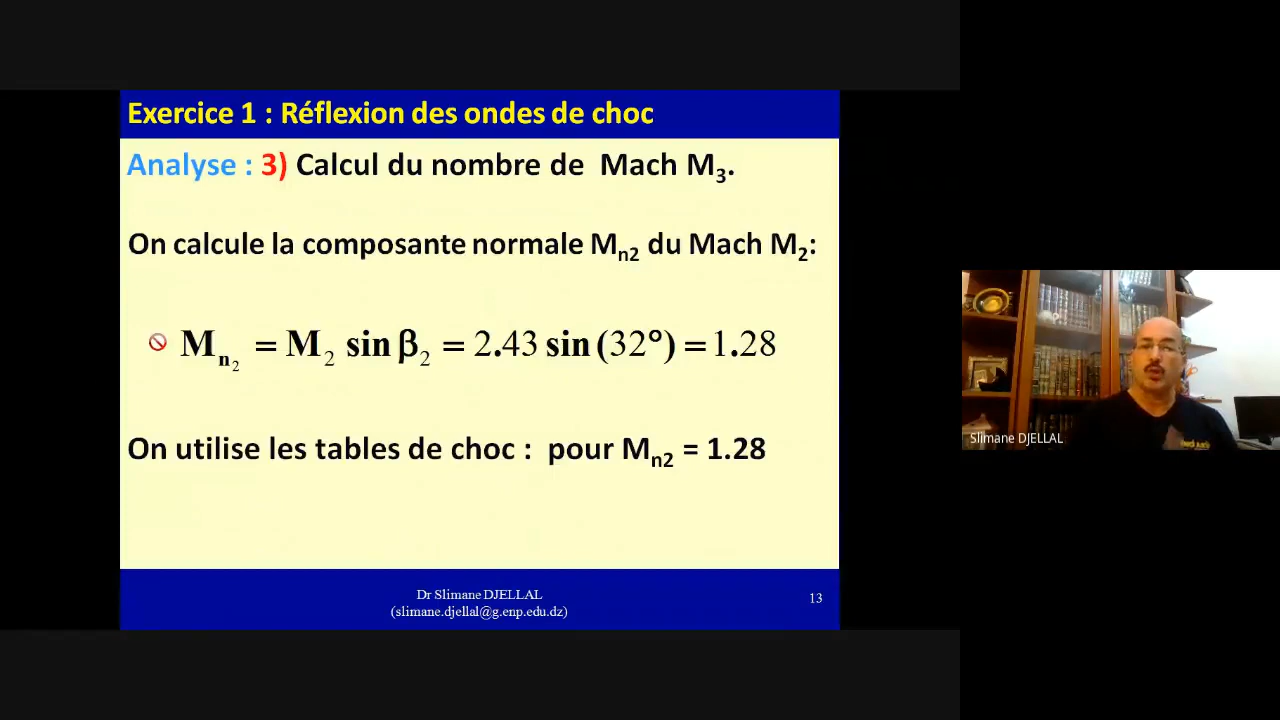 Exercice 1 : Réflexion des ondes de choc
Analyse : 3) Calcul du nombre de Mach M₃.
On calcule la composante normale Mₙ₂ du Mach M₂:
Mₙ₂ = M₂ sin β₂ = 2.43 sin (32°) = 1.28
On utilise les tables de choc : pour Mₙ₂ = 1.28
Dr Slimane DJELLAL
(slimane.djellal@g.enp.edu.dz)
13
Slimane DJELLAL